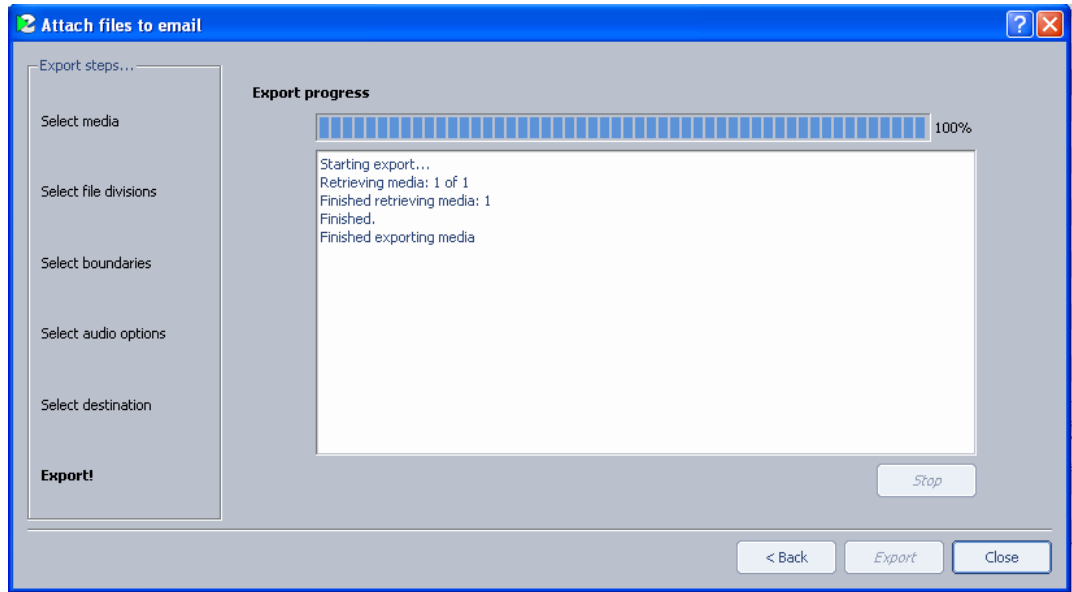 Attach files to email
Export steps...
Select media
Select file divisions
Select boundaries
Select audio options
Select destination
Export!
Export progress
100%
Starting export...
Retrieving media: 1 of 1
Finished retrieving media: 1
Finished.
Finished exporting media
Stop
< Back
Export
Close